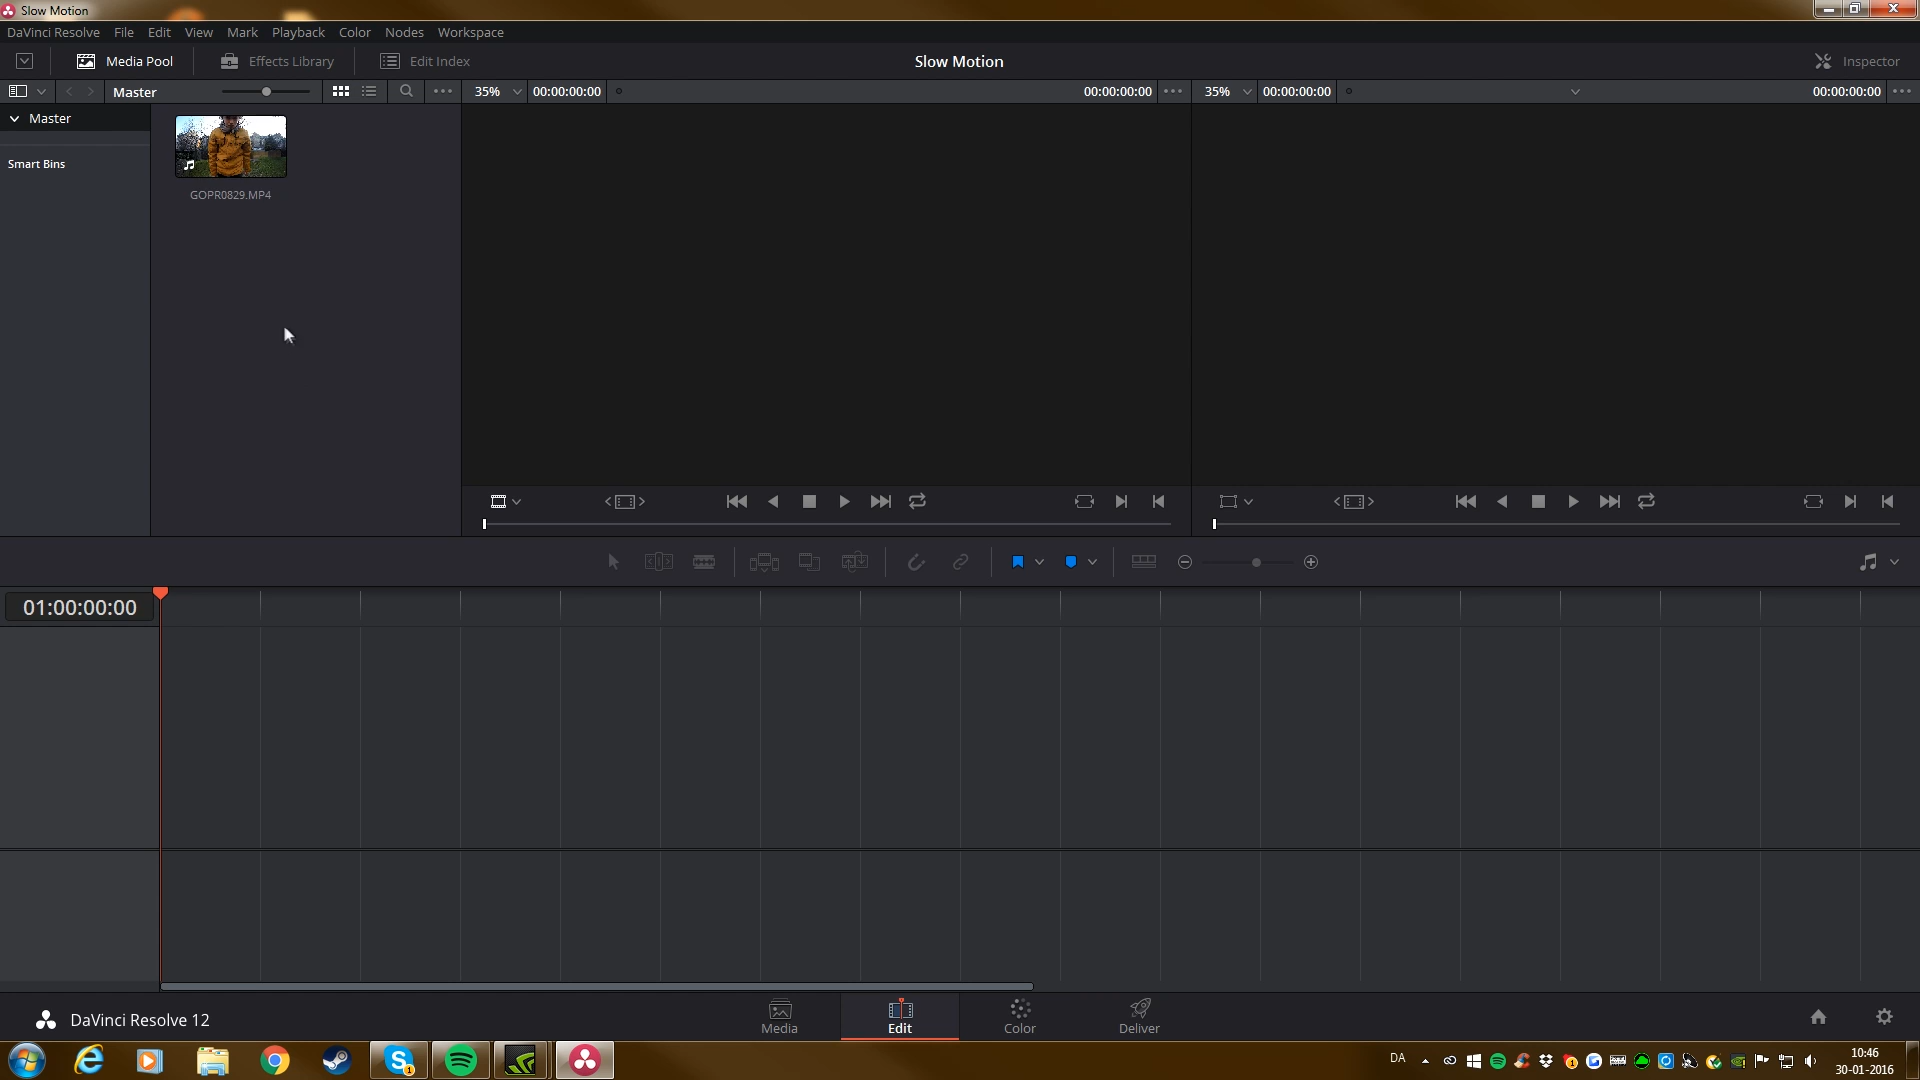 Slow Motion
DaVinci Resolve File Edit View Mark Playback Color Nodes Workspace
Media Pool Effects Library Edit Index Slow Motion Inspector
Master 35% 00:00:00:00 00:00:00:00 35% 00:00:00:00 00:00:00:00
Master
Smart Bins
GOPR0829.MP4
01:00:00:00
DaVinci Resolve 12
Media Edit Color Deliver
DA
10:46
30-01-2016